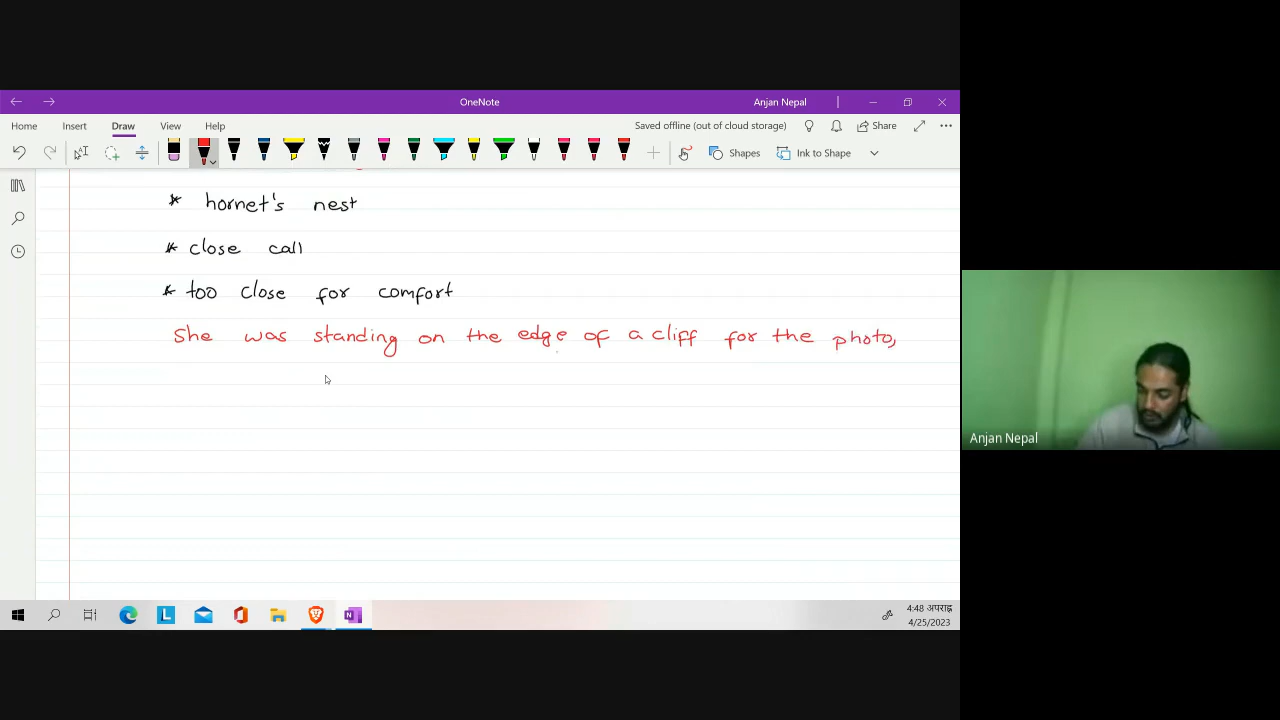 OneNote
Anjan Nepal
Home Insert Draw View Help
Saved offline (out of cloud storage)
Share
Shapes
Ink to Shape
* hornet's nest
* close call
* too close for comfort
She was standing on the edge of a cliff for the photo,
Anjan Nepal
4:48 अपराह्न
4/25/2023